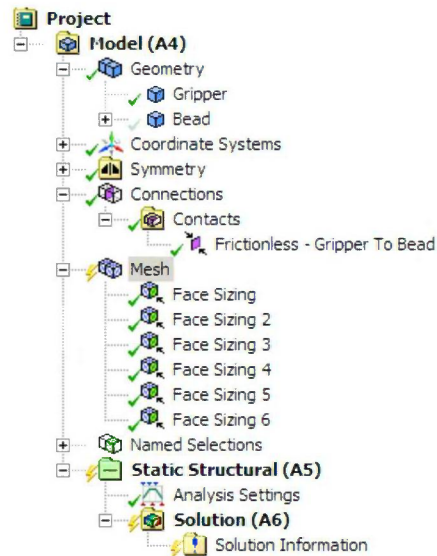 Project
Model (A4)
Geometry
Gripper
Bead
Coordinate Systems
Symmetry
Connections
Contacts
Frictionless - Gripper To Bead
Mesh
Face Sizing
Face Sizing 2
Face Sizing 3
Face Sizing 4
Face Sizing 5
Face Sizing 6
Named Selections
Static Structural (A5)
Analysis Settings
Solution (A6)
Solution Information